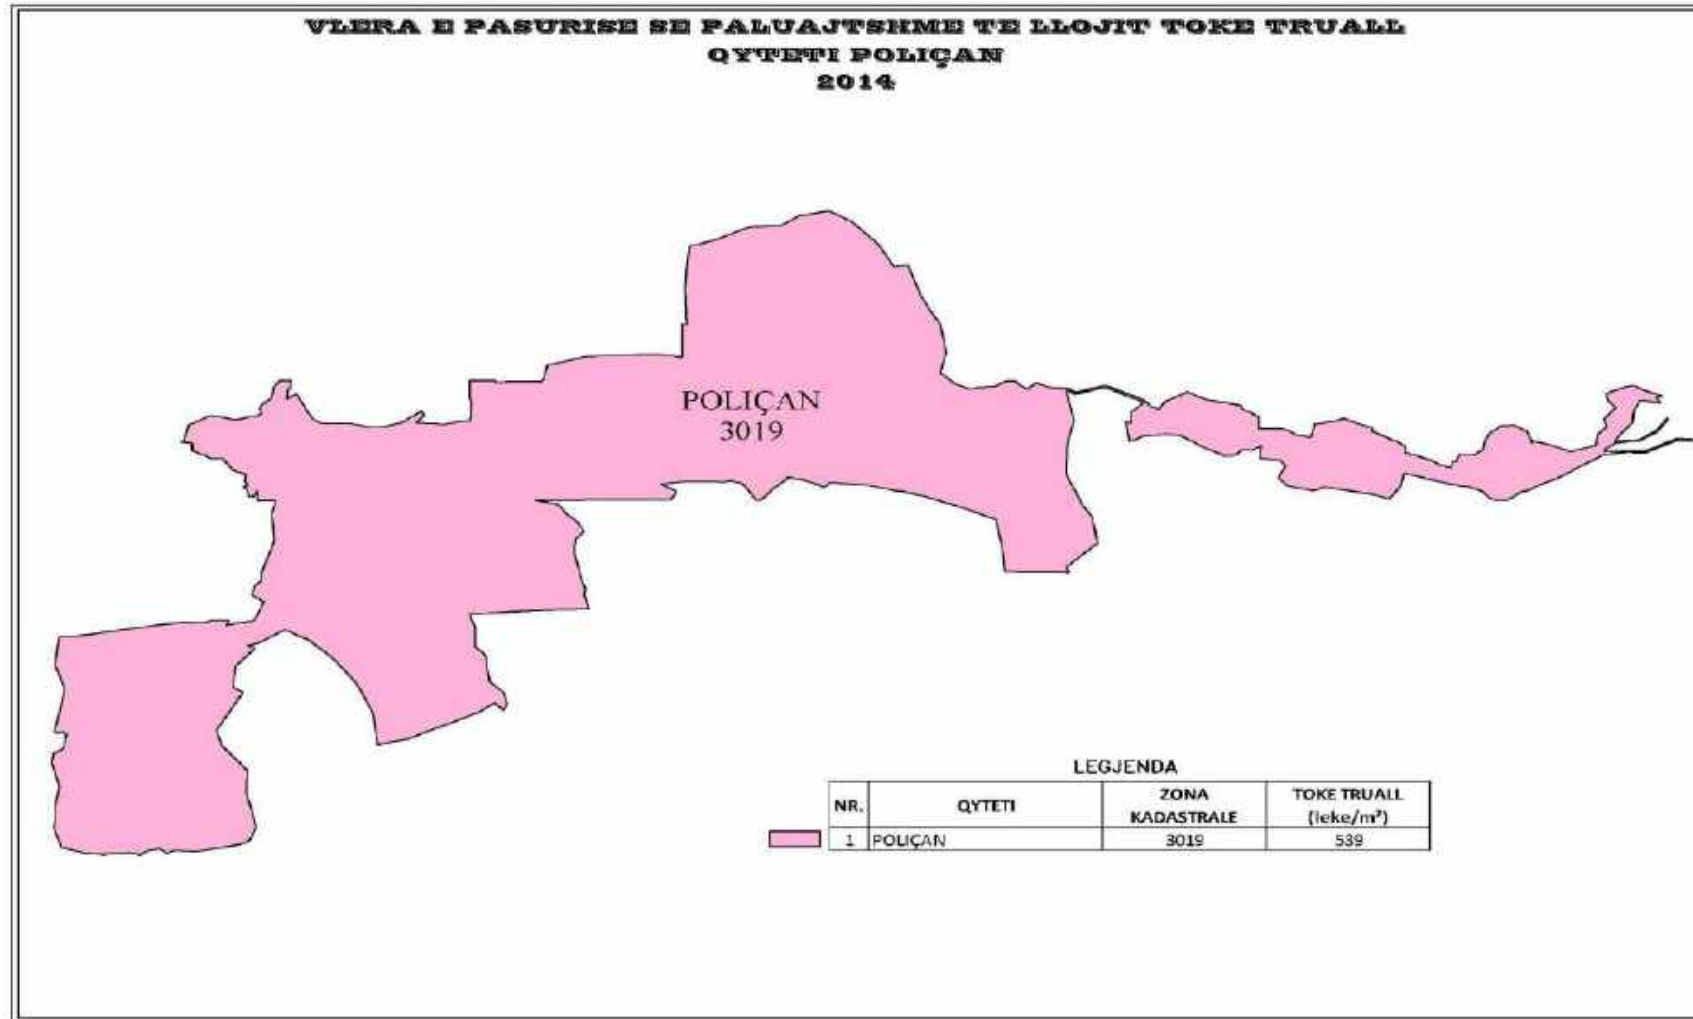 VLERA E PASURISE SE PALUAJTSHME TE LLOJIT TOKE TRUALL
QYTETI POLIÇAN
2014
POLIÇAN
3019
LEGJENDA
NR. QYTETI ZONA KADASTRALE TOKE TRUALL (leke/m²)
1 POLIÇAN 3019 539